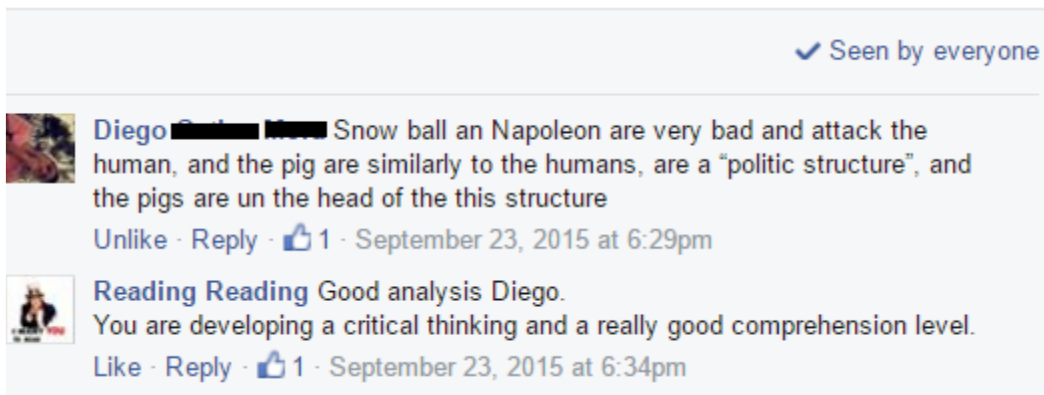 Seen by everyone
Diego Snow ball an Napoleon are very bad and attack the
human, and the pig are similarly to the humans, are a “politic structure”, and
the pigs are un the head of the this structure
Unlike · Reply · 1 · September 23, 2015 at 6:29pm
Reading Reading Good analysis Diego.
You are developing a critical thinking and a really good comprehension level.
Like · Reply · 1 · September 23, 2015 at 6:34pm